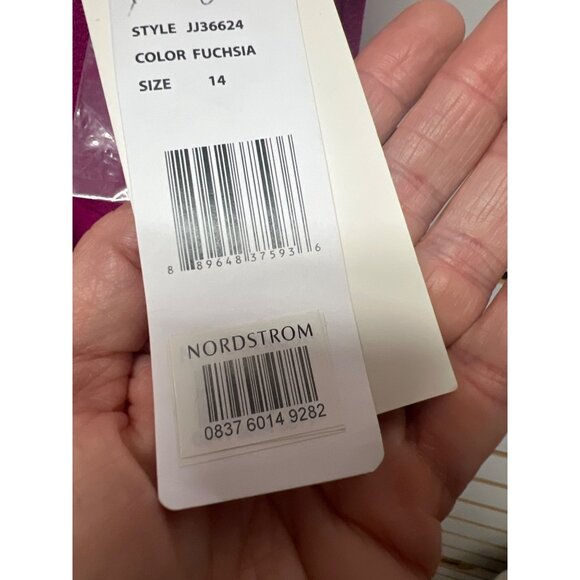 STYLE JJ36624
COLOR FUCHSIA
SIZE 14
8 89648 37593 6
NORDSTROM
0837 6014 9282